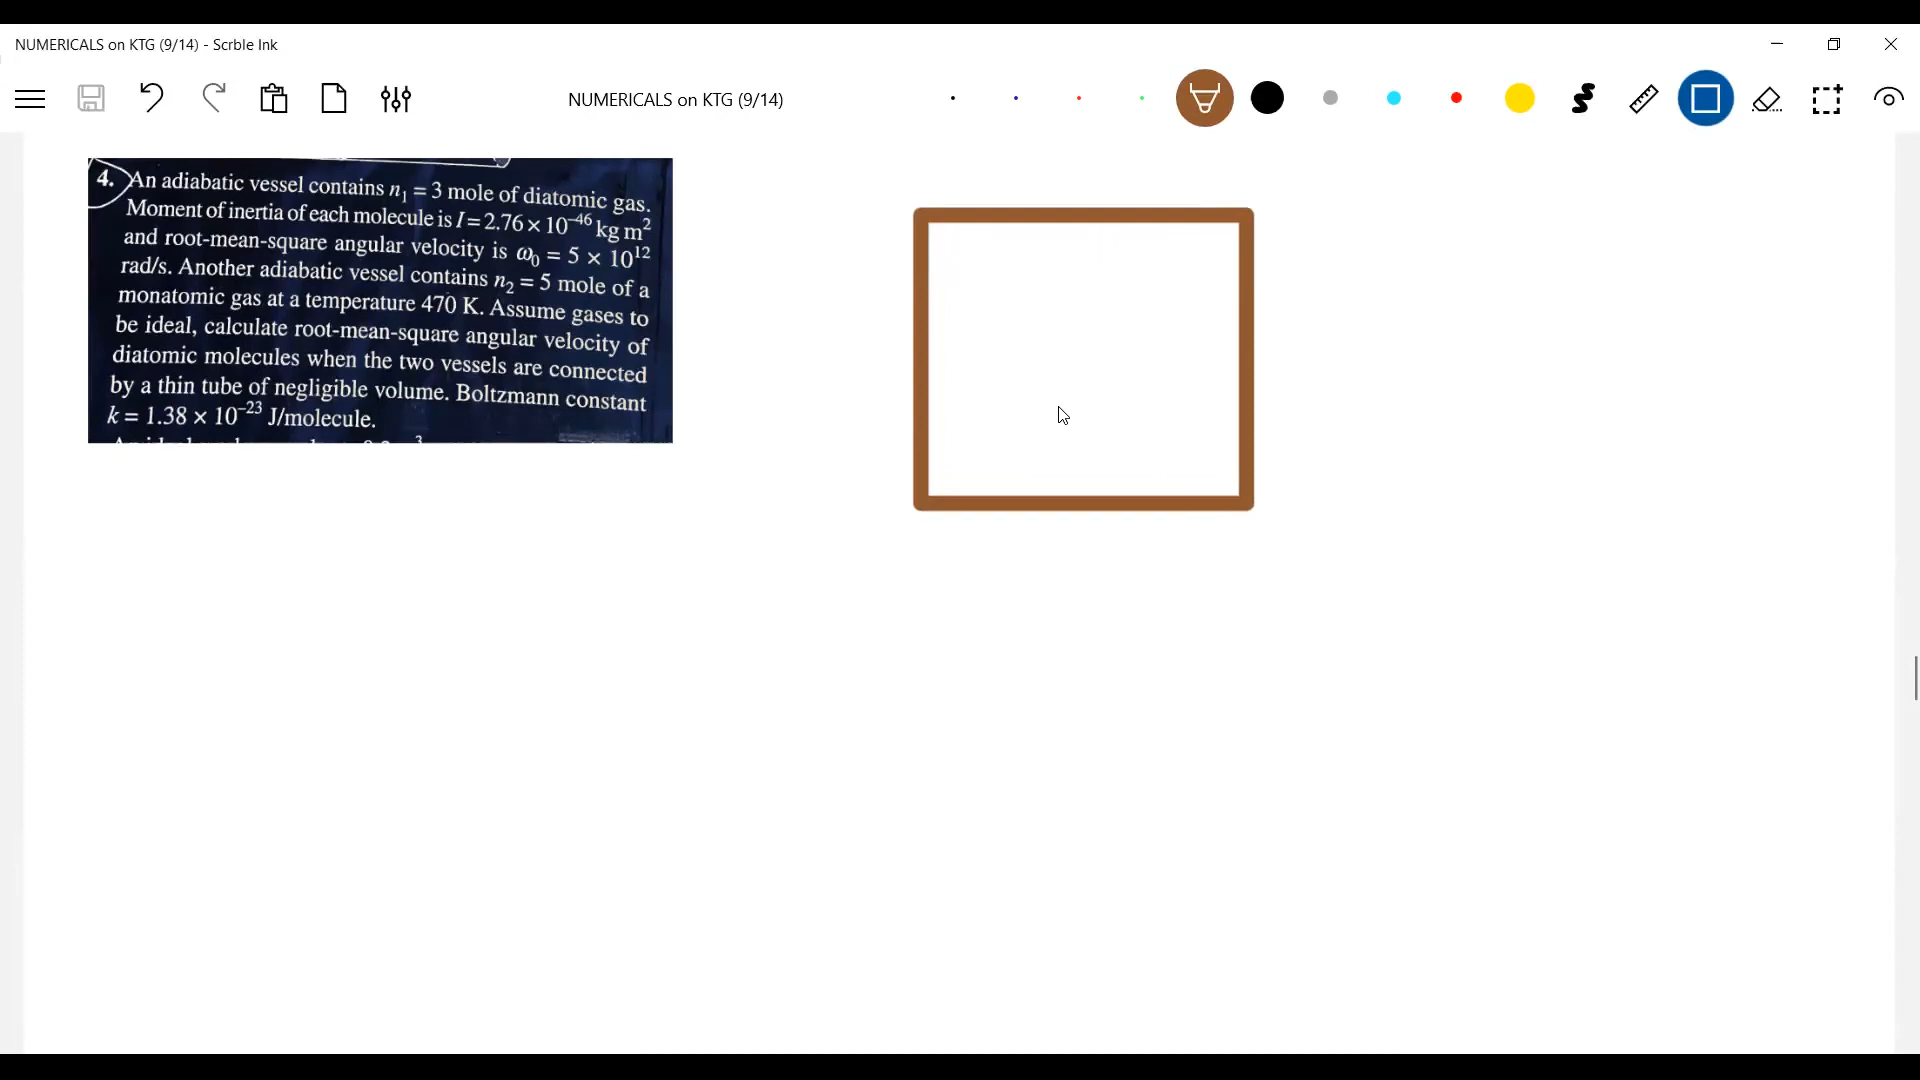 NUMERICALS on KTG (9/14) - Scrble Ink
NUMERICALS on KTG (9/14)
4. An adiabatic vessel contains n₁ = 3 mole of diatomic gas.
Moment of inertia of each molecule is I = 2.76 × 10⁻⁴⁶ kg m²
and root-mean-square angular velocity is ω₀ = 5 × 10¹²
rad/s. Another adiabatic vessel contains n₂ = 5 mole of a
monatomic gas at a temperature 470 K. Assume gases to
be ideal, calculate root-mean-square angular velocity of
diatomic molecules when the two vessels are connected
by a thin tube of negligible volume. Boltzmann constant
k = 1.38 × 10⁻²³ J/molecule.